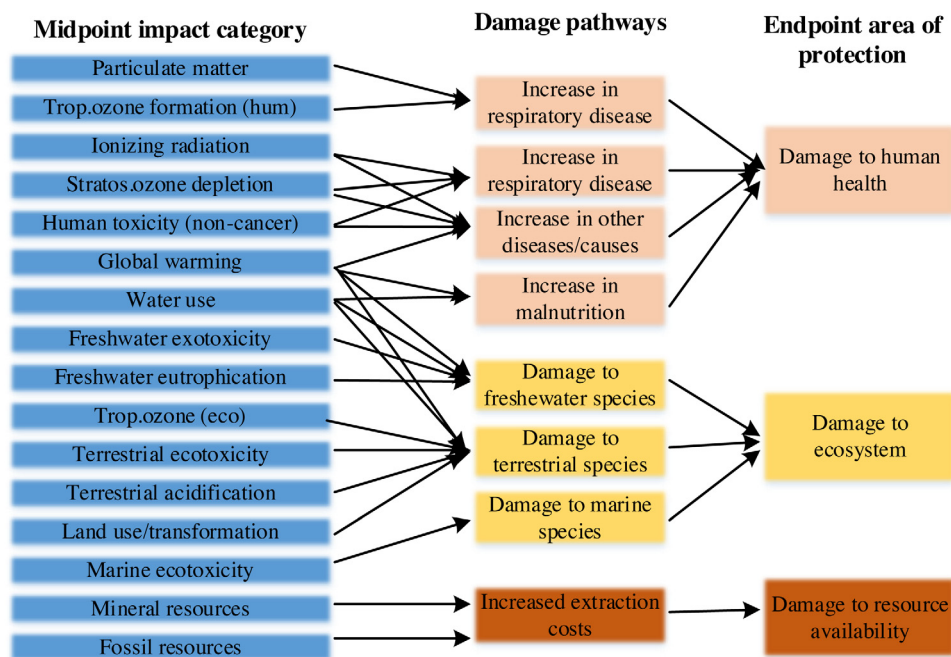 Midpoint impact category
Particulate matter
Trop.ozone formation (hum)
Ionizing radiation
Stratos.ozone depletion
Human toxicity (non-cancer)
Global warming
Water use
Freshwater exotoxicity
Freshwater eutrophication
Trop.ozone (eco)
Terrestrial ecotoxicity
Terrestrial acidification
Land use/transformation
Marine ecotoxicity
Mineral resources
Fossil resources
Damage pathways
Increase in
respiratory disease
Increase in
respiratory disease
Increase in other
diseases/causes
Increase in
malnutrition
Damage to
freshewater species
Damage to
terrestrial species
Damage to marine
species
Increased extraction
costs
Endpoint area of
protection
Damage to human
health
Damage to
ecosystem
Damage to resource
availability